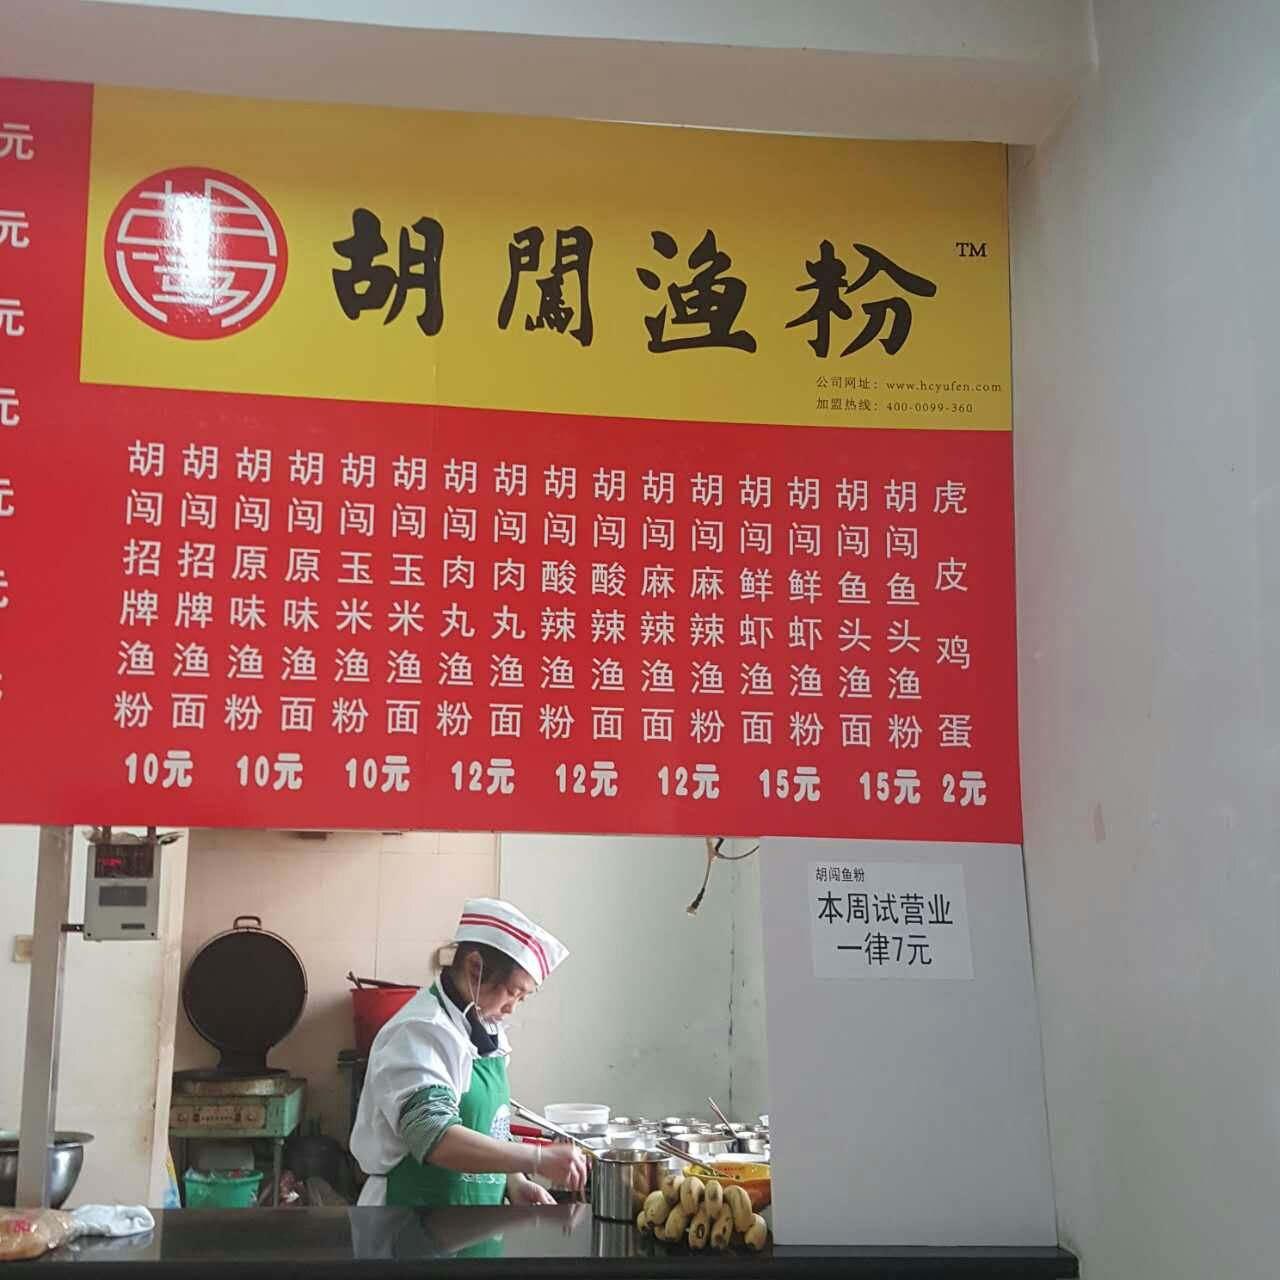 元
元
元
元
元
元
胡闖渔粉
TM
公司网址：www.hcyufen.com
加盟热线：400-0099-360
胡闯招牌渔粉
胡闯招牌渔面
10元
胡闯原味渔粉
胡闯原味渔面
10元
胡闯玉米渔粉
胡闯玉米渔面
10元
胡闯肉丸渔粉
胡闯肉丸渔面
12元
胡闯酸辣渔粉
胡闯酸辣渔面
12元
胡闯麻辣渔面
胡闯麻辣渔粉
12元
胡闯鲜虾渔面
胡闯鲜虾渔粉
15元
胡闯鱼头渔面
胡闯鱼头渔粉
15元
虎皮鸡蛋
2元
胡闯鱼粉
本周试营业
一律7元